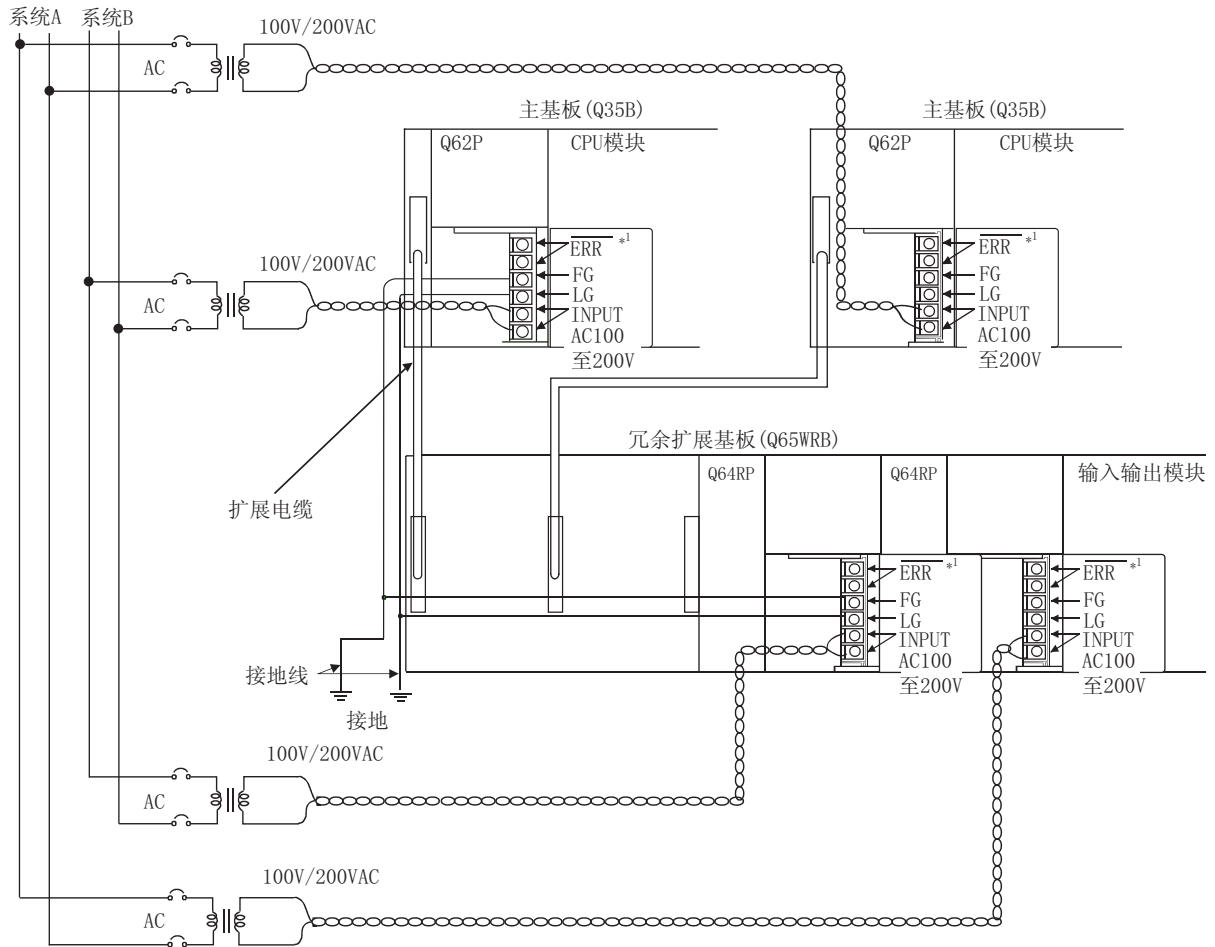 系统A
系统B
100V/200VAC
AC
主基板(Q35B)
主基板(Q35B)
Q62P
CPU模块
Q62P
CPU模块
100V/200VAC
AC
ERR *1
FG
LG
INPUT
AC100
至200V
ERR *1
FG
LG
INPUT
AC100
至200V
冗余扩展基板(Q65WRB)
Q64RP
Q64RP
输入输出模块
扩展电缆
ERR *1
FG
LG
INPUT
AC100
至200V
ERR *1
FG
LG
INPUT
AC100
至200V
接地线
接地
100V/200VAC
AC
100V/200VAC
AC